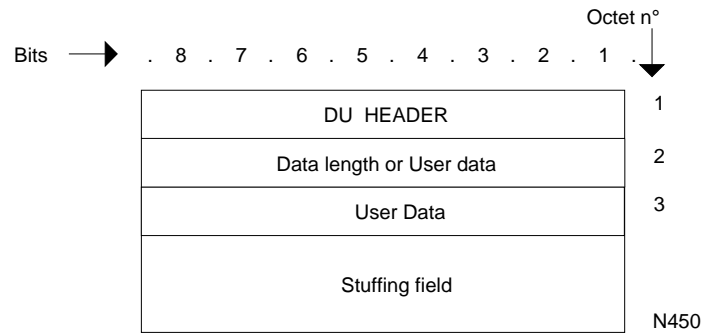 Octet n°
Bits . 8 . 7 . 6 . 5 . 4 . 3 . 2 . 1 .
DU HEADER 1
Data length or User data 2
User Data 3
Stuffing field
N450